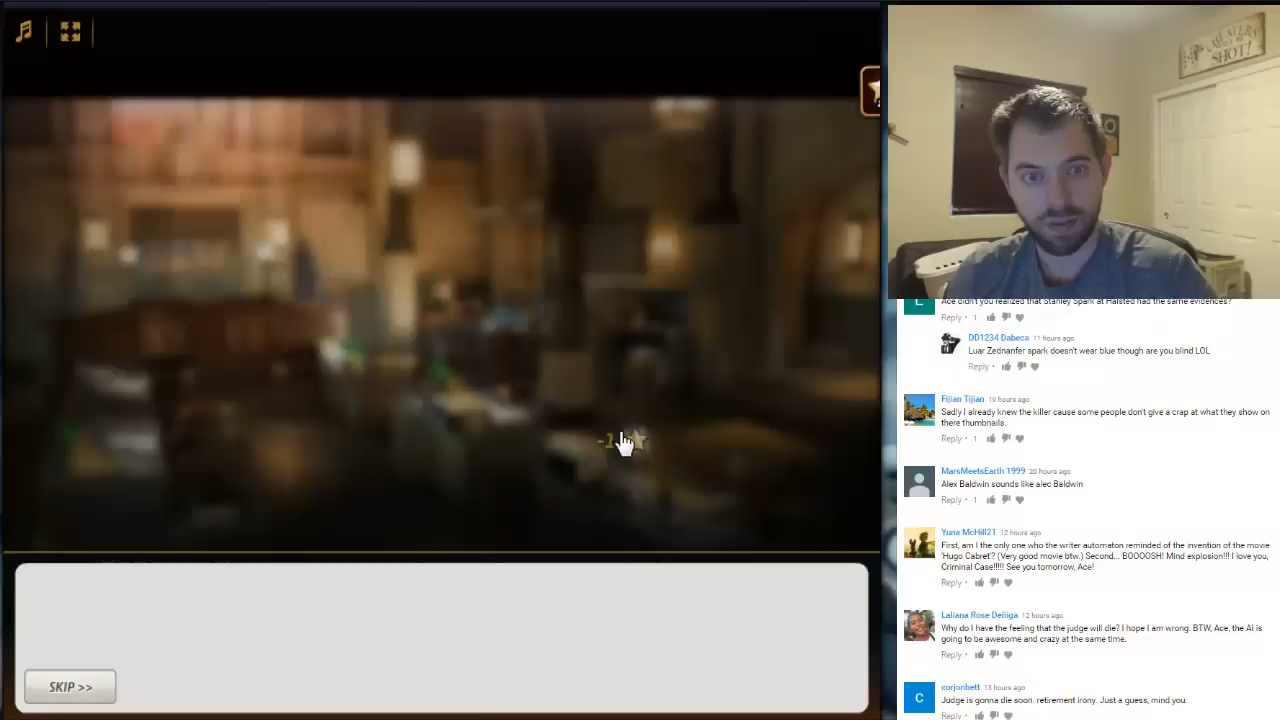 -1
SKIP >>
SHOT!
Ace didn't you realized that Stanley Spark at Halsted had the same evidences?
Reply • 1
DD1234 Dabeca 11 hours ago
Luar Zednanfer spark doesn't wear blue though are you blind LOL
Reply •
Fijian Tijian 19 hours ago
Sadly I already knew the killer cause some people don't give a crap at what they show on
there thumbnails.
Reply • 1
MarsMeetsEarth 1999 20 hours ago
Alex Baldwin sounds like alec Baldwin
Reply • 1
Yuna McHill21 12 hours ago
First, am I the only one who the writer automaton reminded of the invention of the movie
'Hugo Cabret'? (Very good movie btw.) Second... BOOOOSH! Mind explosion!!! I love you,
Criminal Case!!!!! See you tomorrow, Ace!
Reply •
Laliana Rose Deñiga 12 hours ago
Why do I have the feeling that the judge will die? I hope I am wrong. BTW, Ace, the AI is
going to be awesome and crazy at the same time.
Reply •
C
corjonbett 13 hours ago
Judge is gonna die soon. retirement irony. Just a guess, mind you.
Reply •